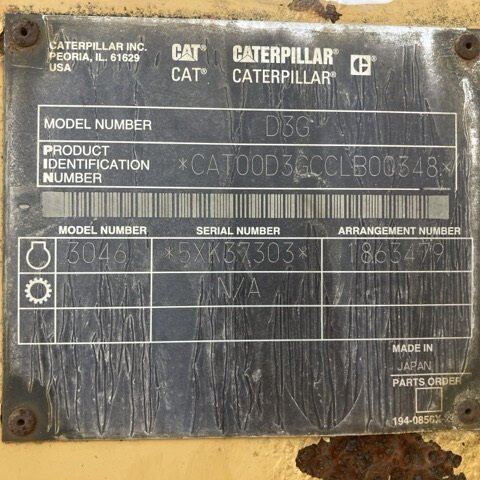 CATERPILLAR INC.
PEORIA, IL. 61629
USA
CAT® CATERPILLAR®
CAT® CATERPILLAR®
MODEL NUMBER D3G
PRODUCT IDENTIFICATION NUMBER *CAT00D3GCCLB00348*
MODEL NUMBER SERIAL NUMBER ARRANGEMENT NUMBER
3046 *5XK37303* 1863479
N/A
MADE IN
JAPAN
PARTS ORDER